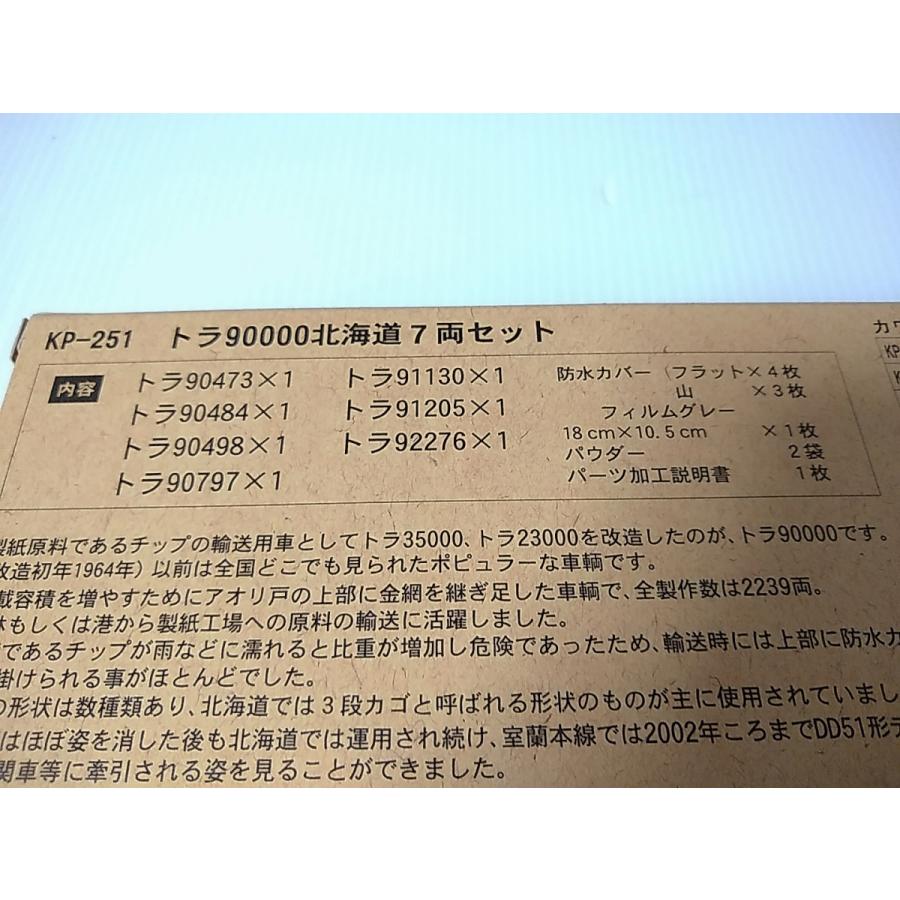 KP-251 トラ90000北海道7両セット
内容
トラ90473×1
トラ90484×1
トラ90498×1
トラ90797×1
トラ91130×1
トラ91205×1
トラ92276×1
防水カバー(フラット×4枚
山 ×3枚
フィルムグレー
18cm×10.5cm ×1枚
パウダー 2袋
パーツ加工説明書 1枚
カワ
KP
製紙原料であるチップの輸送用車としてトラ35000、トラ23000を改造したのが、トラ90000です。
改造初年1964年)以前は全国どこでも見られたポピュラーな車輌です。
載容積を増やすためにアオリ戸の上部に金網を継ぎ足した車輌で、全製作数は2239両。
林もしくは港から製紙工場への原料の輸送に活躍しました。
であるチップが雨などに濡れると比重が増加し危険であったため、輸送時には上部に防水カ
掛けられる事がほとんどでした。
の形状は数種類あり、北海道では3段カゴと呼ばれる形状のものが主に使用されていまし
はほぼ姿を消した後も北海道では運用され続け、室蘭本線では2002年ころまでDD51形デ
関車等に牽引される姿を見ることができました。